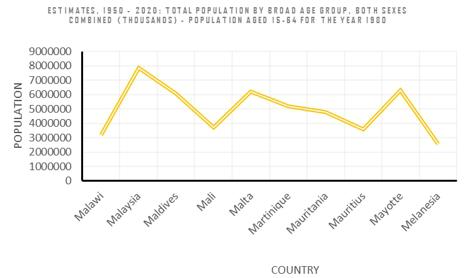 ESTIMATES, 1950 - 2020: TOTAL POPULATION BY BROAD AGE GROUP, BOTH SEXES
COMBINED (THOUSANDS) - POPULATION AGED 15-64 FOR THE YEAR 1980
POPULATION
9000000
8000000
7000000
6000000
5000000
4000000
3000000
2000000
1000000
0
Malawi
Malaysia
Maldives
Mali
Malta
Martinique
Mauritania
Mauritius
Mayotte
Melanesia
COUNTRY